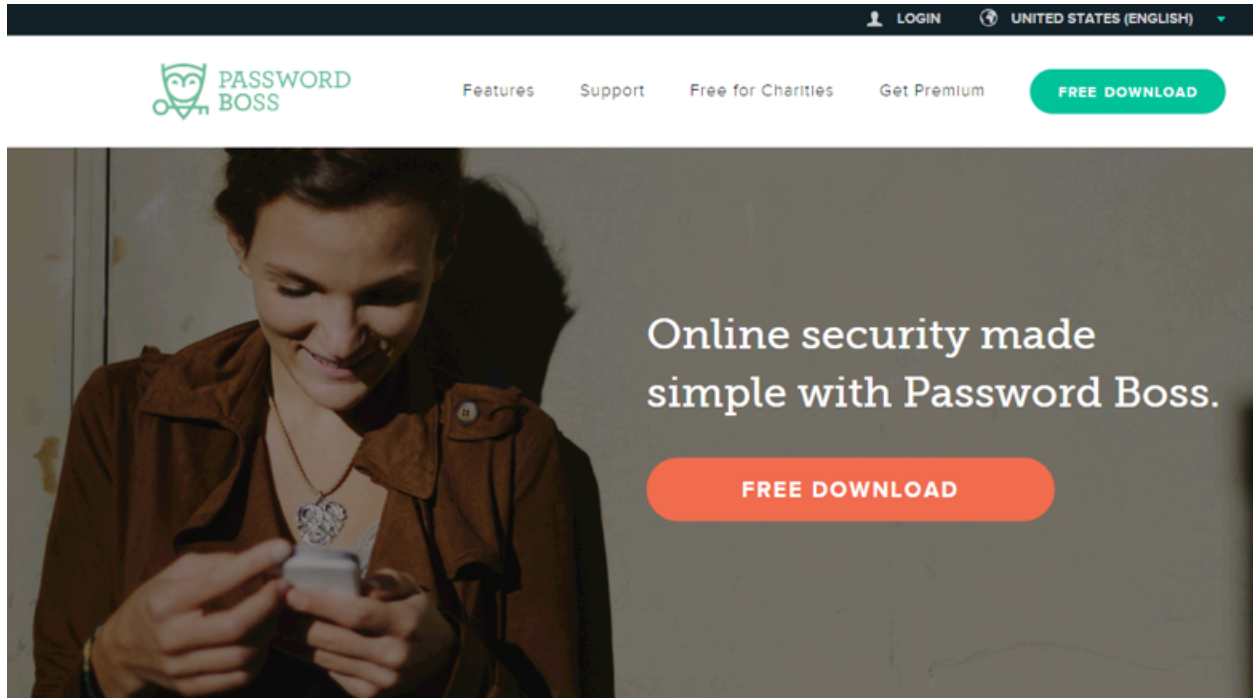 LOGIN UNITED STATES (ENGLISH)
PASSWORD
BOSS
Features Support Free for Charities Get Premium FREE DOWNLOAD
Online security made
simple with Password Boss.
FREE DOWNLOAD